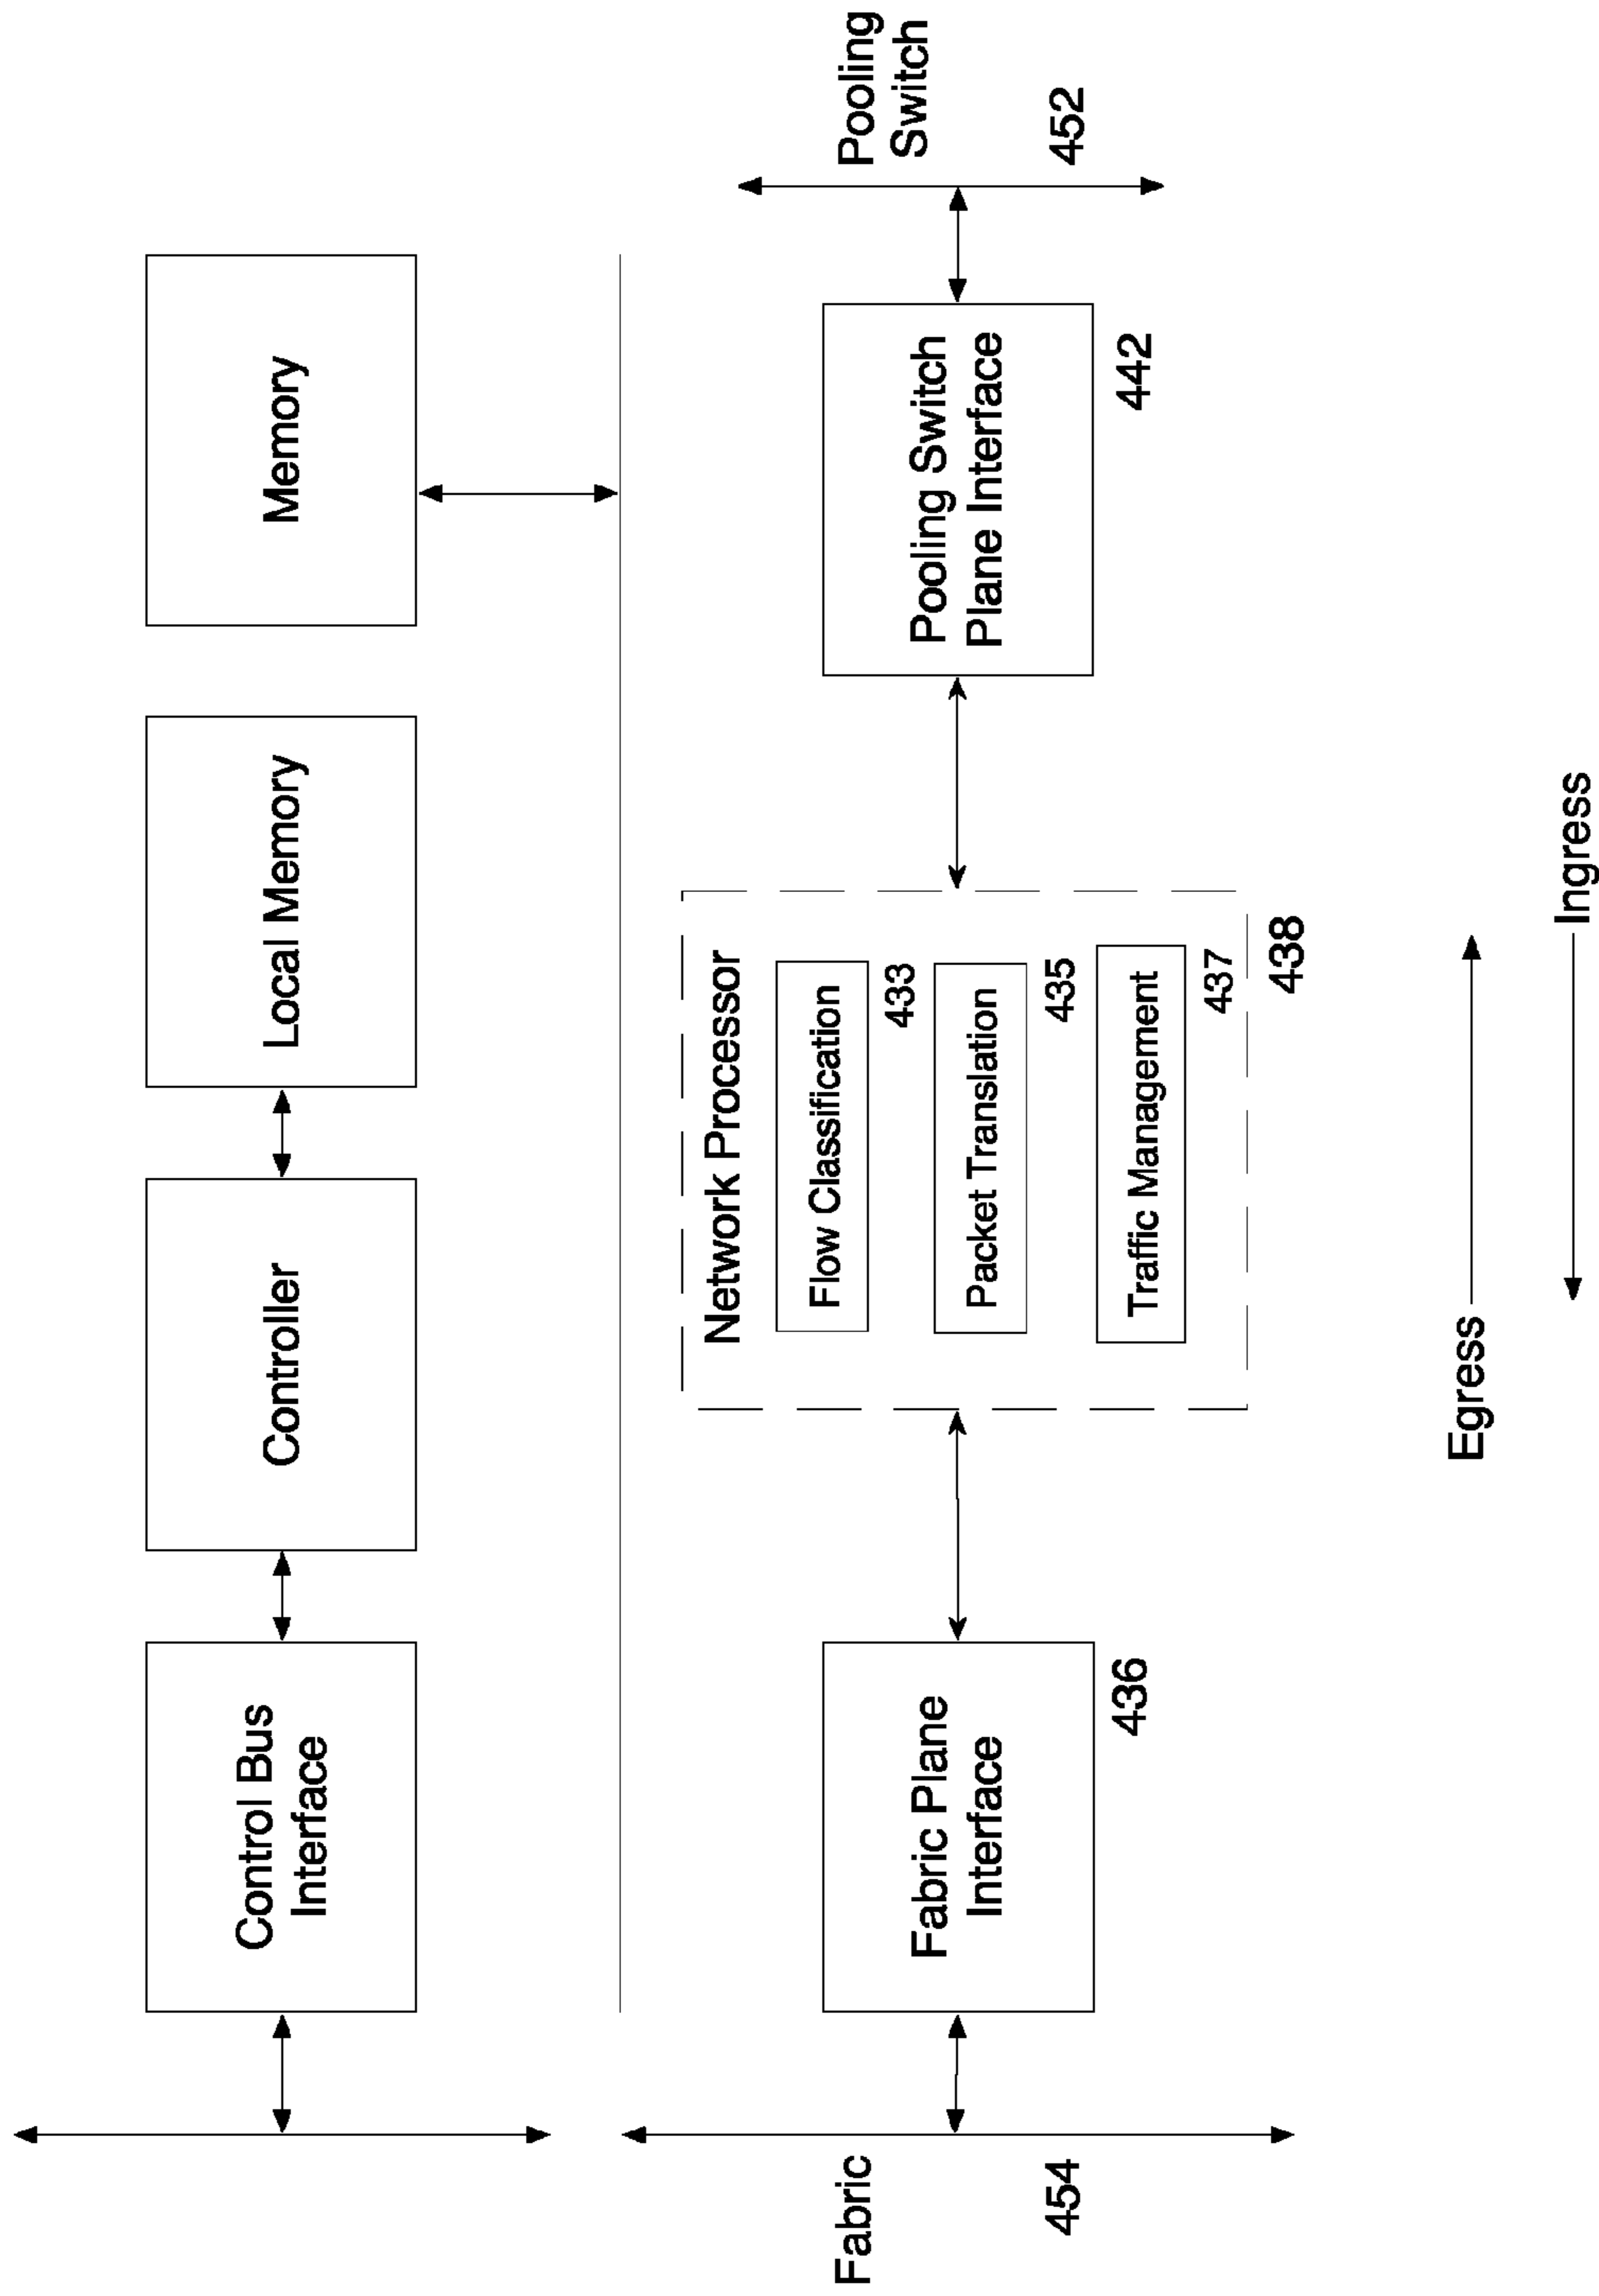 Control Bus
Interface
Controller
Local Memory
Memory
Fabric
454
Fabric Plane
Interface
436
Network Processor
Flow Classification
433
Packet Translation
435
Traffic Management
437
438
Pooling Switch
Plane Interface
442
Pooling
Switch
452
Egress
Ingress